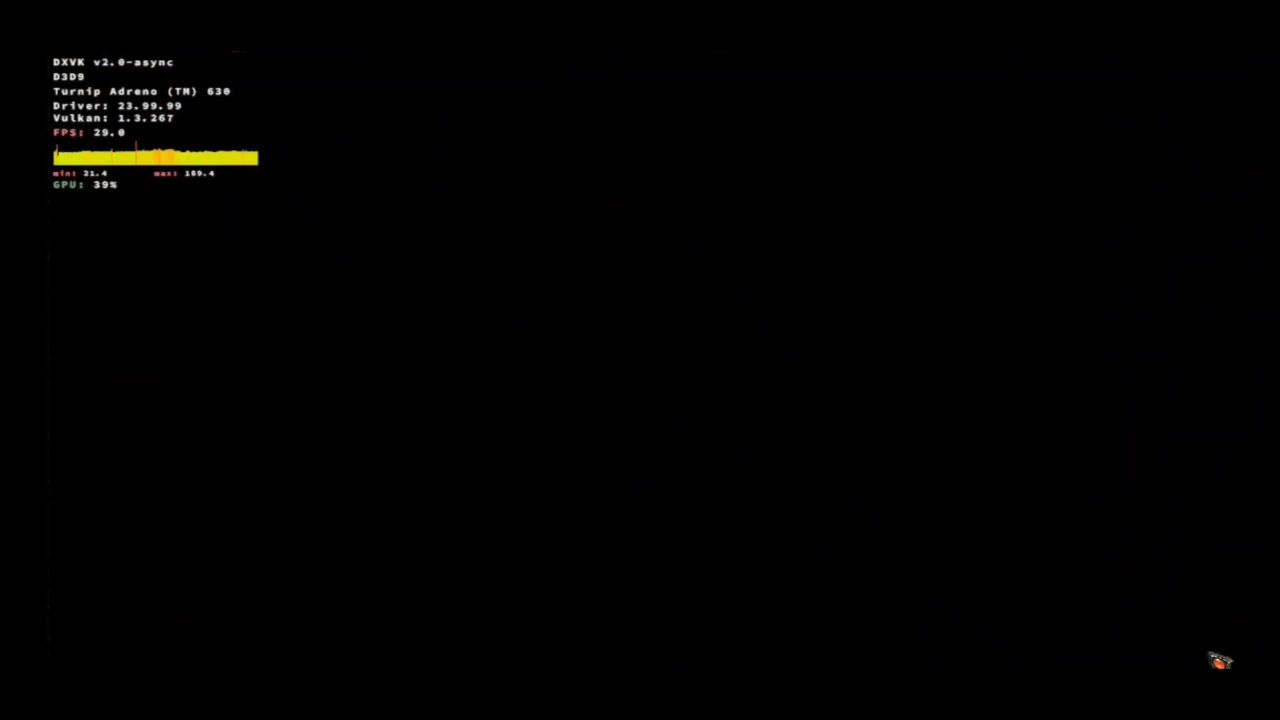 DXVK v2.0-async
D3D9
Turnip Adreno (TM) 630
Driver: 23.99.99
Vulkan: 1.3.267
FPS: 29.0
min: 21.4 max: 169.4
GPU: 39%